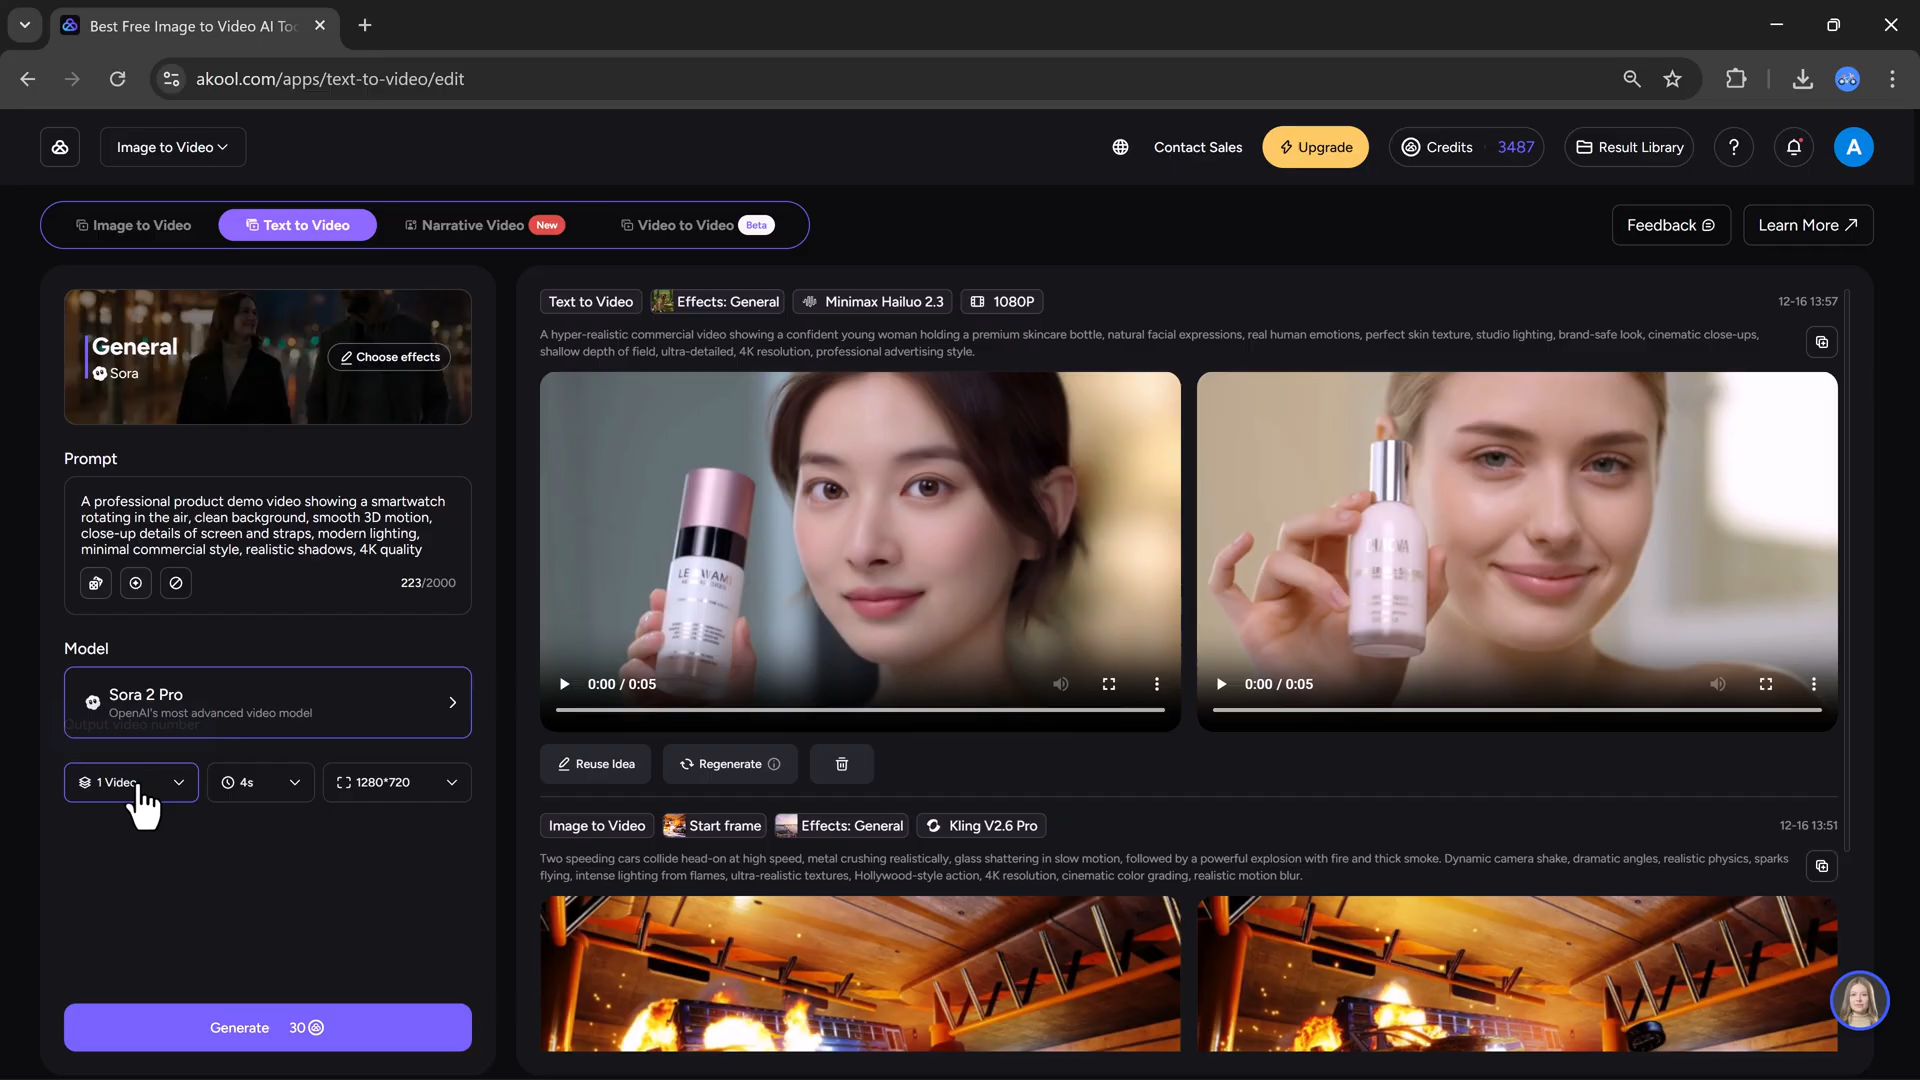 Best Free Image to Video AI Too
akool.com/apps/text-to-video/edit
Image to Video
Contact Sales
Upgrade
Credits
3487
Result Library
?
A
Image to Video
Text to Video
Narrative Video New
Video to Video Beta
Feedback
Learn More
General
Sora
Choose effects
Prompt
A professional product demo video showing a smartwatch
rotating in the air, clean background, smooth 3D motion,
close-up details of screen and straps, modern lighting,
minimal commercial style, realistic shadows, 4K quality
223/2000
Model
Sora 2 Pro
OpenAI's most advanced video model
Output video number
1 Video
4s
1280*720
Generate 30
Text to Video
Effects: General
Minimax Hailuo 2.3
1080P
12-16 13:57
A hyper-realistic commercial video showing a confident young woman holding a premium skincare bottle, natural facial expressions, real human emotions, perfect skin texture, studio lighting, brand-safe look, cinematic close-ups,
shallow depth of field, ultra-detailed, 4K resolution, professional advertising style.
0:00 / 0:05
0:00 / 0:05
Reuse Idea
Regenerate
Image to Video
Start frame
Effects: General
Kling V2.6 Pro
12-16 13:51
Two speeding cars collide head-on at high speed, metal crushing realistically, glass shattering in slow motion, followed by a powerful explosion with fire and thick smoke. Dynamic camera shake, dramatic angles, realistic physics, sparks
flying, intense lighting from flames, ultra-realistic textures, Hollywood-style action, 4K resolution, cinematic color grading, realistic motion blur.